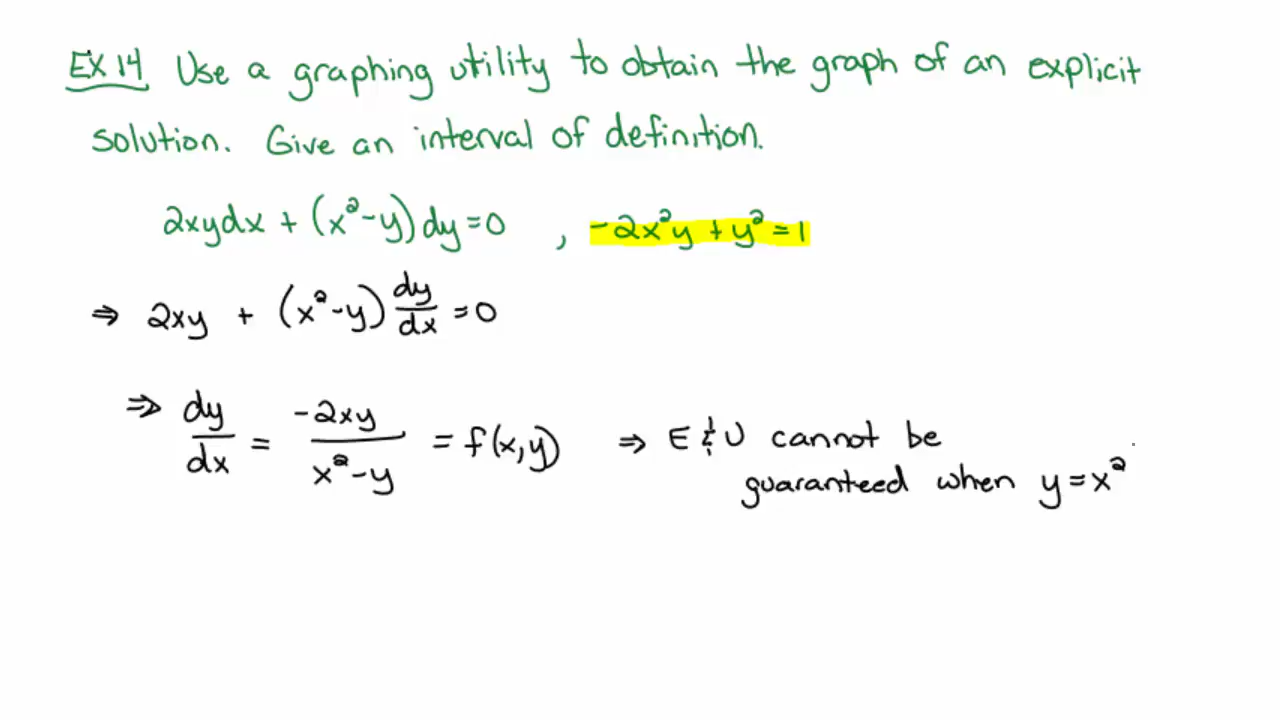 EX 14 Use a graphing utility to obtain the graph of an explicit
solution. Give an interval of definition.
2xydx + (x²-y)dy=0 , -2x²y + y² = 1
⇒ 2xy + (x²-y) dy/dx = 0
⇒ dy/dx = -2xy/x²-y = f(x,y) ⇒ E & U cannot be
guaranteed when y=x²